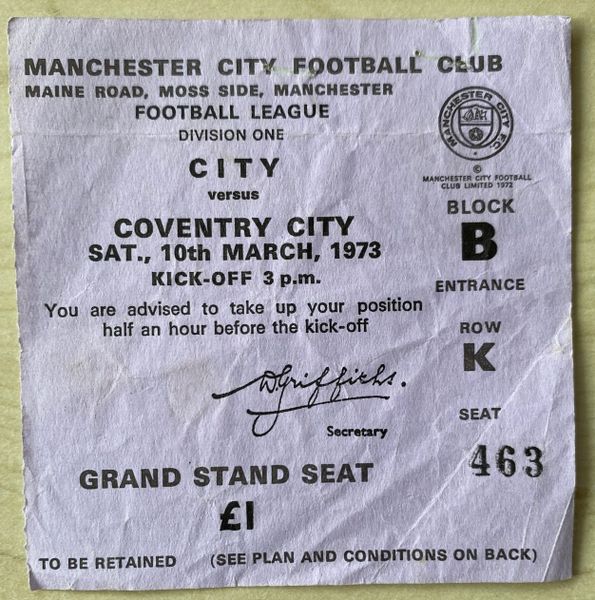 MANCHESTER CITY FOOTBALL CLUB
MAINE ROAD, MOSS SIDE, MANCHESTER
FOOTBALL LEAGUE
DIVISION ONE
CITY
versus
COVENTRY CITY
SAT., 10th MARCH, 1973
KICK-OFF 3 p.m.
You are advised to take up your position
half an hour before the kick-off
D Griffiths.
Secretary
GRAND STAND SEAT
£1
TO BE RETAINED (SEE PLAN AND CONDITIONS ON BACK)
MANCHESTER CITY F.C.
©
MANCHESTER CITY FOOTBALL
CLUB LIMITED 1972
BLOCK
B
ENTRANCE
ROW
K
SEAT
463